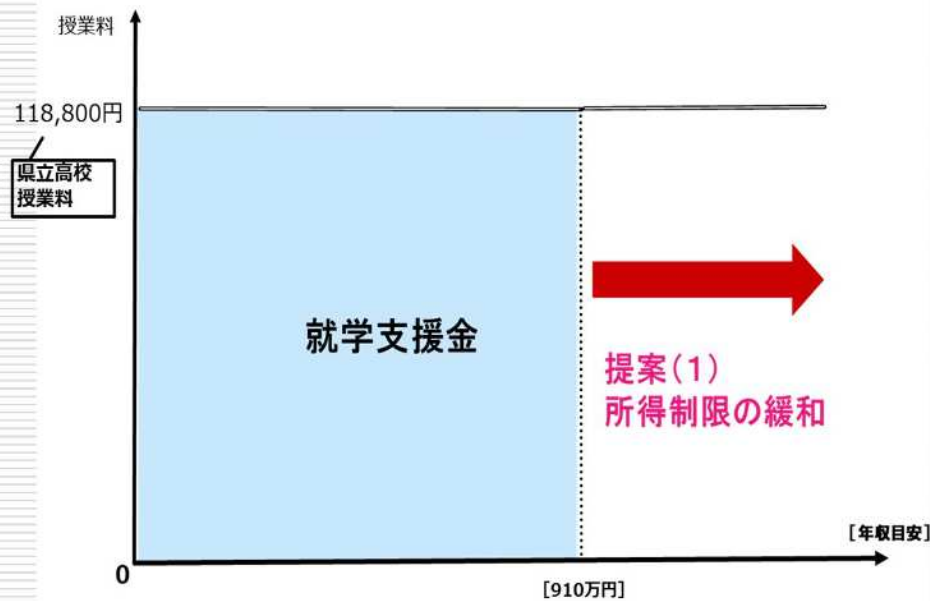 授業料
118,800円
県立高校
授業料
就学支援金
提案(1)
所得制限の緩和
[年収目安]
0
[910万円]